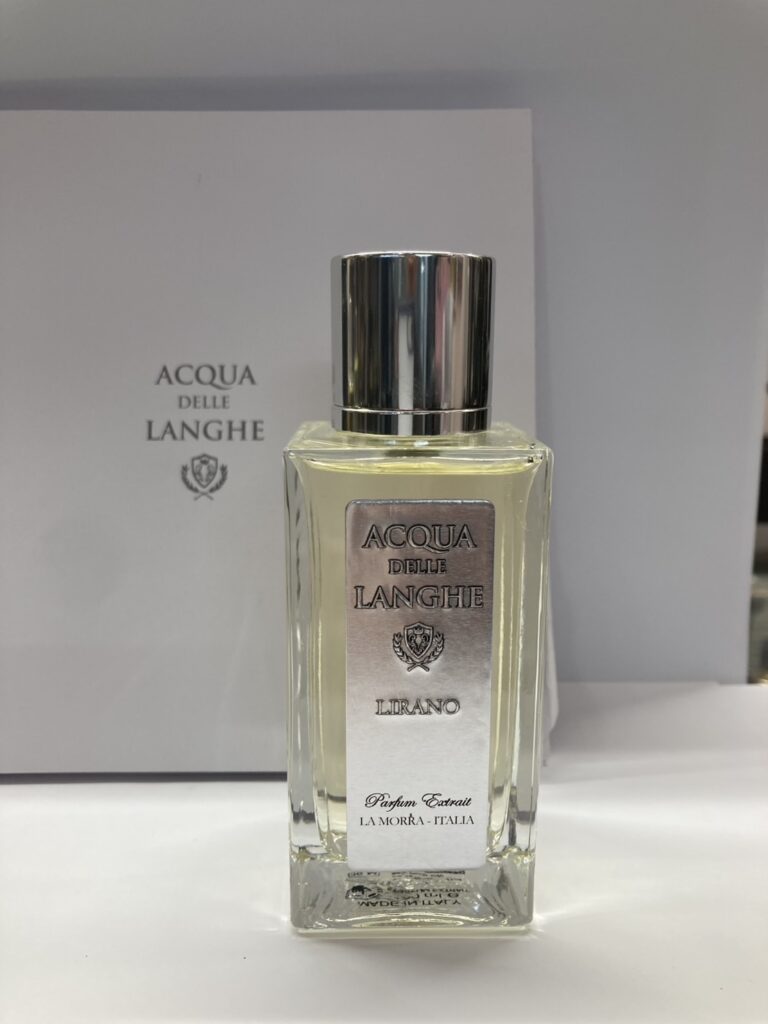 ACQUA
DELLE
LANGHE
ACQUA
DELLE
LANGHE
LIRANO
Parfum Extrait
LA MORRA - ITALIA
MADE IN ITALY